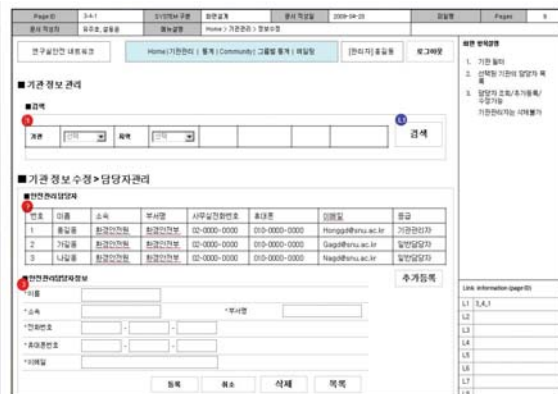 Page ID 3-4-1 SYSTEM 구분 화면설계 문서 작성일 2009-04-20 파일명 Pages 8
문서 작성자 유주호, 설동윤 메뉴설명 Home > 기관관리 > 정보수정
연구실안전 네트워크 Home | 기관관리 | 통계 | Community | 그룹별 통계 | 메일링 [관리자] 홍길동 로그아웃
화면 항목설명
1. 기관 필터
2. 선택된 기관의 담당자 목록
3. 담당자 조회/추가등록/수정가능
기관관리자는 삭제불가
■ 기관 정보 관리
■검색
1 L1
기관 선택 지역 선택 검색
■ 기관 정보 수정 > 담당자관리
■안전관리담당자
2
번호 이름 소속 부서명 사무실전화번호 휴대폰 이메일 등급
1 홍길동 환경안전원 환경안전부 02-0000-0000 010-0000-0000 Honggd@snu.ac.kr 기관관리자
2 가길동 환경안전원 환경안전부 02-0000-0000 010-0000-0000 Gagd@snu.ac.kr 일반담당자
3 나길동 환경안전원 환경안전부 02-0000-0000 010-0000-0000 Nagd@snu.ac.kr 일반담당자
■안전관리담당자정보 추가등록
3
*이름
*소속 *부서명
*전화번호 - -
*휴대폰번호 - -
*이메일
등록 취소 삭제 목록
Link information (page ID)
L1 3,4,1
L2
L3
L4
L5
L6
L7
L8